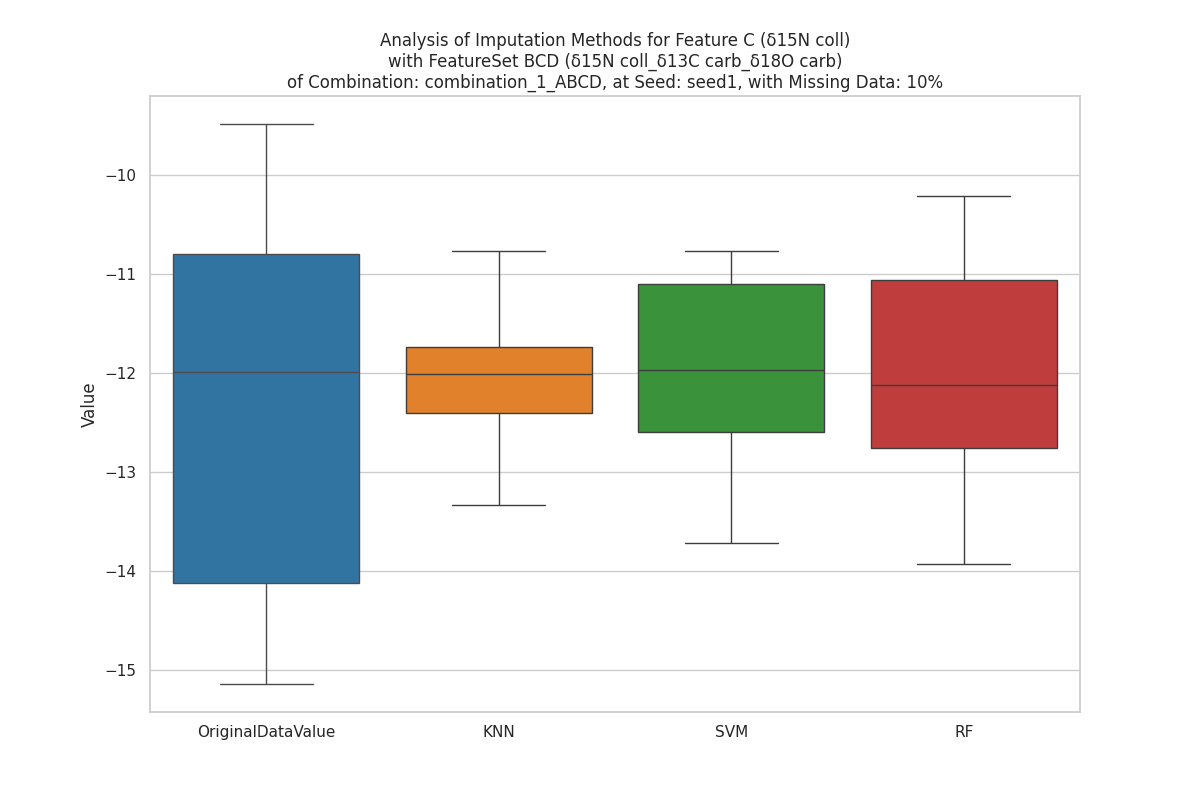 Analysis of Imputation Methods for Feature C (δ15N coll)
with FeatureSet BCD (δ15N coll_δ13C carb_δ18O carb)
of Combination: combination_1_ABCD, at Seed: seed1, with Missing Data: 10%
Value
−10
−11
−12
−13
−14
−15
OriginalDataValue
KNN
SVM
RF